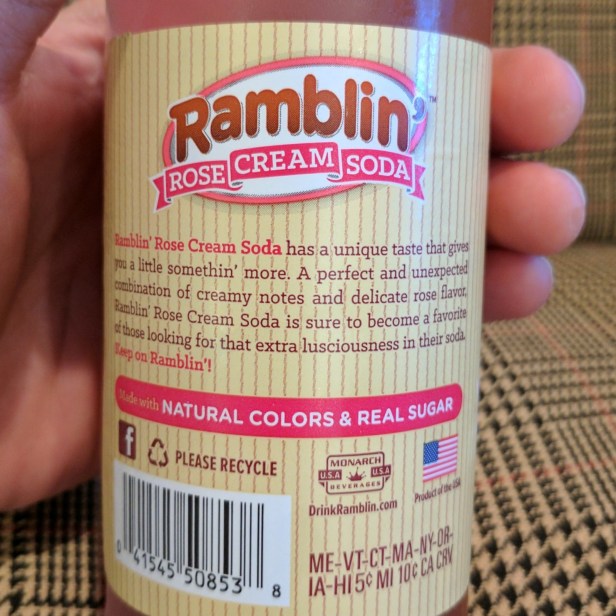 Ramblin'™
ROSE CREAM SODA
Ramblin' Rose Cream Soda has a unique taste that gives
you a little somethin' more. A perfect and unexpected
combination of creamy notes and delicate rose flavor,
Ramblin' Rose Cream Soda is sure to become a favorite
of those looking for that extra lusciousness in their soda.
Keep on Ramblin'!
Made with NATURAL COLORS & REAL SUGAR
f
PLEASE RECYCLE
MONARCH
U.S.A U.S.A
BEVERAGES
Product of the USA
DrinkRamblin.com
ME-VT-CT-MA-NY-OR-
IA-HI 5¢ MI 10¢ CA CRV
0 41545 50853 8